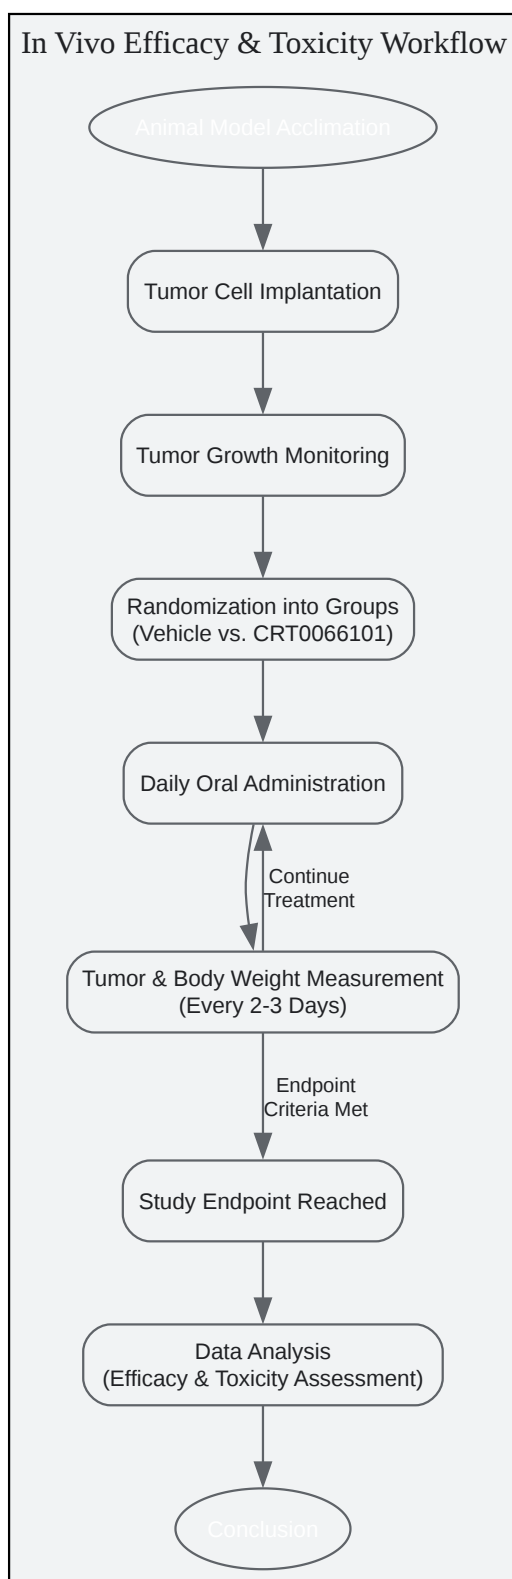 In Vivo Efficacy & Toxicity Workflow
Animal Model Acclimation
Tumor Cell Implantation
Tumor Growth Monitoring
Randomization into Groups
(Vehicle vs. CRT0066101)
Daily Oral Administration
Continue
Treatment
Tumor & Body Weight Measurement
(Every 2-3 Days)
Endpoint
Criteria Met
Study Endpoint Reached
Data Analysis
(Efficacy & Toxicity Assessment)
Conclusion